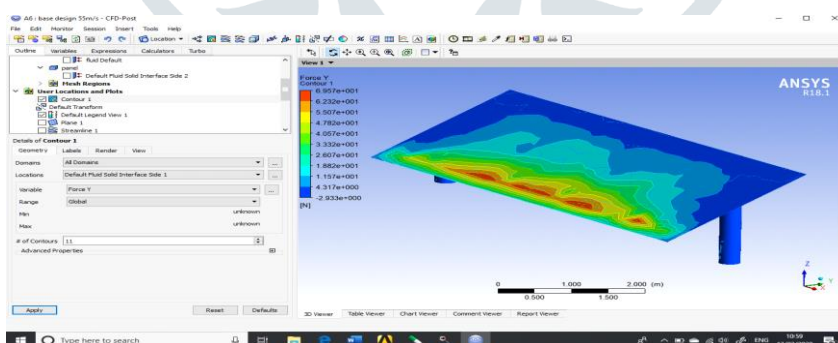 A6 : base design 55m/s - CFD-Post
File Edit Monitor Session Insert Tools Help
Location
Outline Variables Expressions Calculators Turbo
fluid Default
panel
Default Fluid Solid Interface Side 2
Mesh Regions
User Locations and Plots
Contour 1
Default Transform
Default Legend View 1
Plane 1
Streamline 1
Details of Contour 1
Geometry Labels Render View
Domains All Domains
Locations Default Fluid Solid Interface Side 1
Variable Force Y
Range Global
Min unknown
Max unknown
# of Contours 11
Advanced Properties
Apply Reset Defaults
View 1
Force Y
Contour 1
6.957e+001
6.232e+001
5.507e+001
4.782e+001
4.057e+001
3.332e+001
2.607e+001
1.882e+001
1.157e+001
4.317e+000
-2.933e+000
[N]
ANSYS
R18.1
0 1.000 2.000 (m)
0.500 1.500
Z
Y
X
3D Viewer Table Viewer Chart Viewer Comment Viewer Report Viewer
Type here to search
ENG 10:59